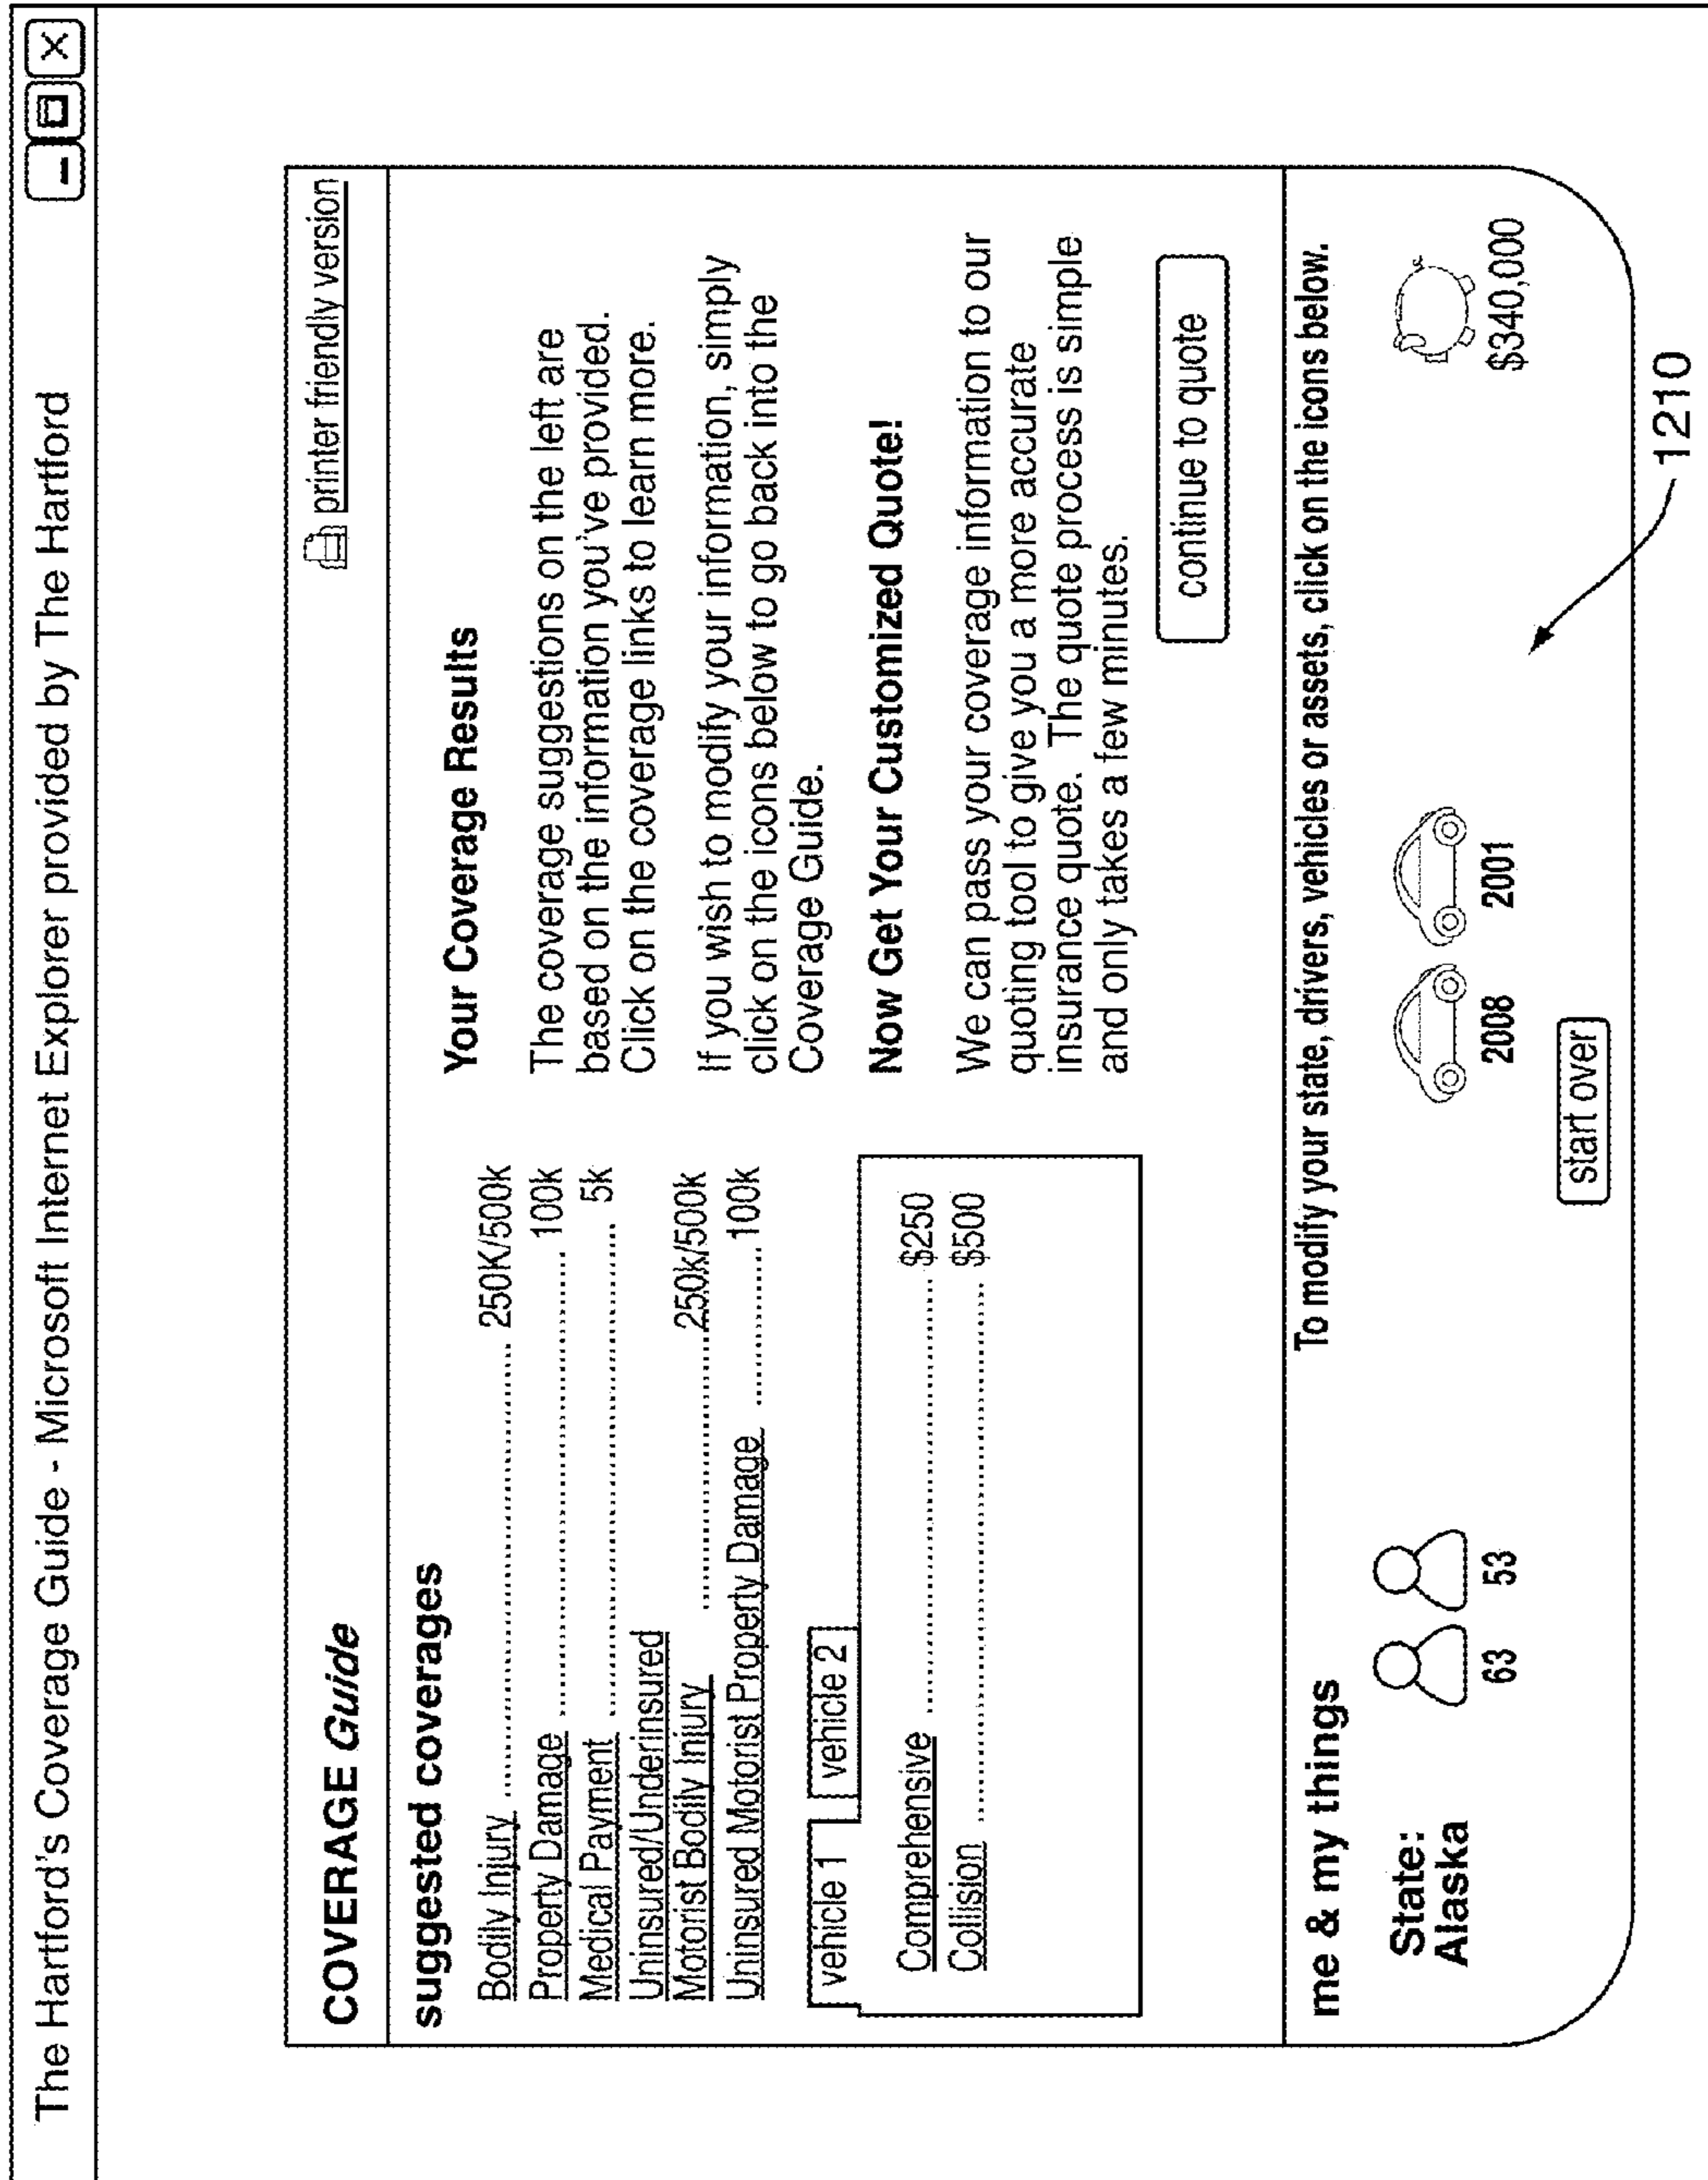 The Hartford's Coverage Guide - Microsoft Internet Explorer provided by The Hartford
COVERAGE Guide
printer friendly version
suggested coverages
Bodily Injury ........ 250K/500k
Property Damage ........ 100k
Medical Payment ........ 5k
Uninsured/Underinsured
Motorist Bodily Injury ........ 250k/500k
Uninsured Motorist Property Damage ........ 100k
vehicle 1 vehicle 2
Comprehensive ........ $250
Collision ........ $500
Your Coverage Results
The coverage suggestions on the left are
based on the information you've provided.
Click on the coverage links to learn more.
If you wish to modify your information, simply
click on the icons below to go back into the
Coverage Guide.
Now Get Your Customized Quote!
We can pass your coverage information to our
quoting tool to give you a more accurate
insurance quote. The quote process is simple
and only takes a few minutes.
continue to quote
me & my things
To modify your state, drivers, vehicles or assets, click on the icons below.
State:
Alaska
63 53 2008 2001 $340,000
start over
1210